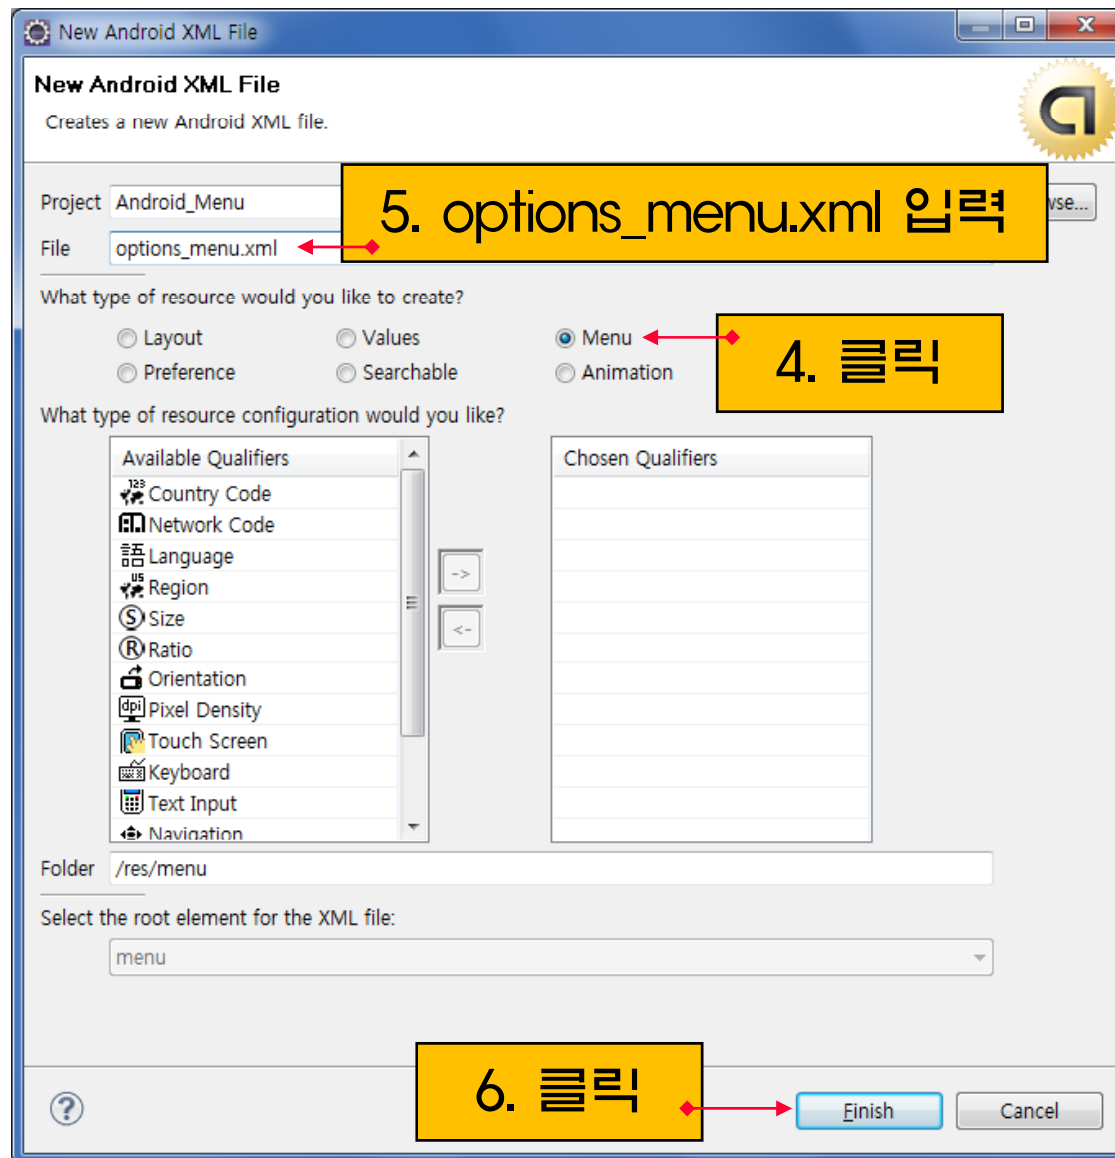 New Android XML File
New Android XML File
Creates a new Android XML file.
Project Android_Menu
5. options_menu.xml 입력
File options_menu.xml
What type of resource would you like to create?
Layout Values Menu
4. 클릭
Preference Searchable Animation
What type of resource configuration would you like?
Available Qualifiers Chosen Qualifiers
123 Country Code
Network Code
語 Language
US Region
S Size
R Ratio
Orientation
dpi Pixel Density
Touch Screen
Keyboard
Text Input
Navigation
->
<-
Folder /res/menu
Select the root element for the XML file:
menu
6. 클릭
? Finish Cancel